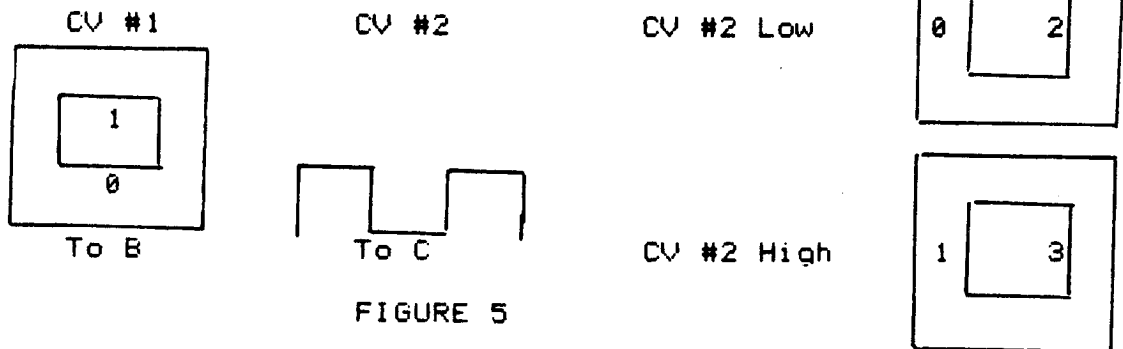 CV #1 CV #2 CV #2 Low 0 2
1
0
To B To C CV #2 High 1 3
FIGURE 5